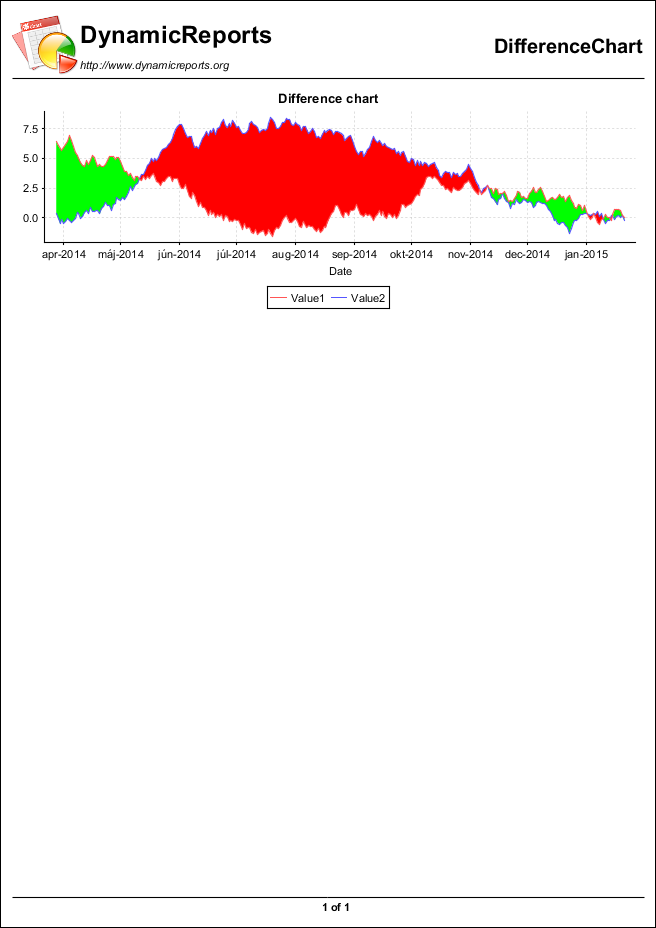 DynamicReports
http://www.dynamicreports.org
DifferenceChart
Difference chart
7.5
5.0
2.5
0.0
apr-2014 máj-2014 jún-2014 júl-2014 aug-2014 sep-2014 okt-2014 nov-2014 dec-2014 jan-2015
Date
Value1 Value2
1 of 1